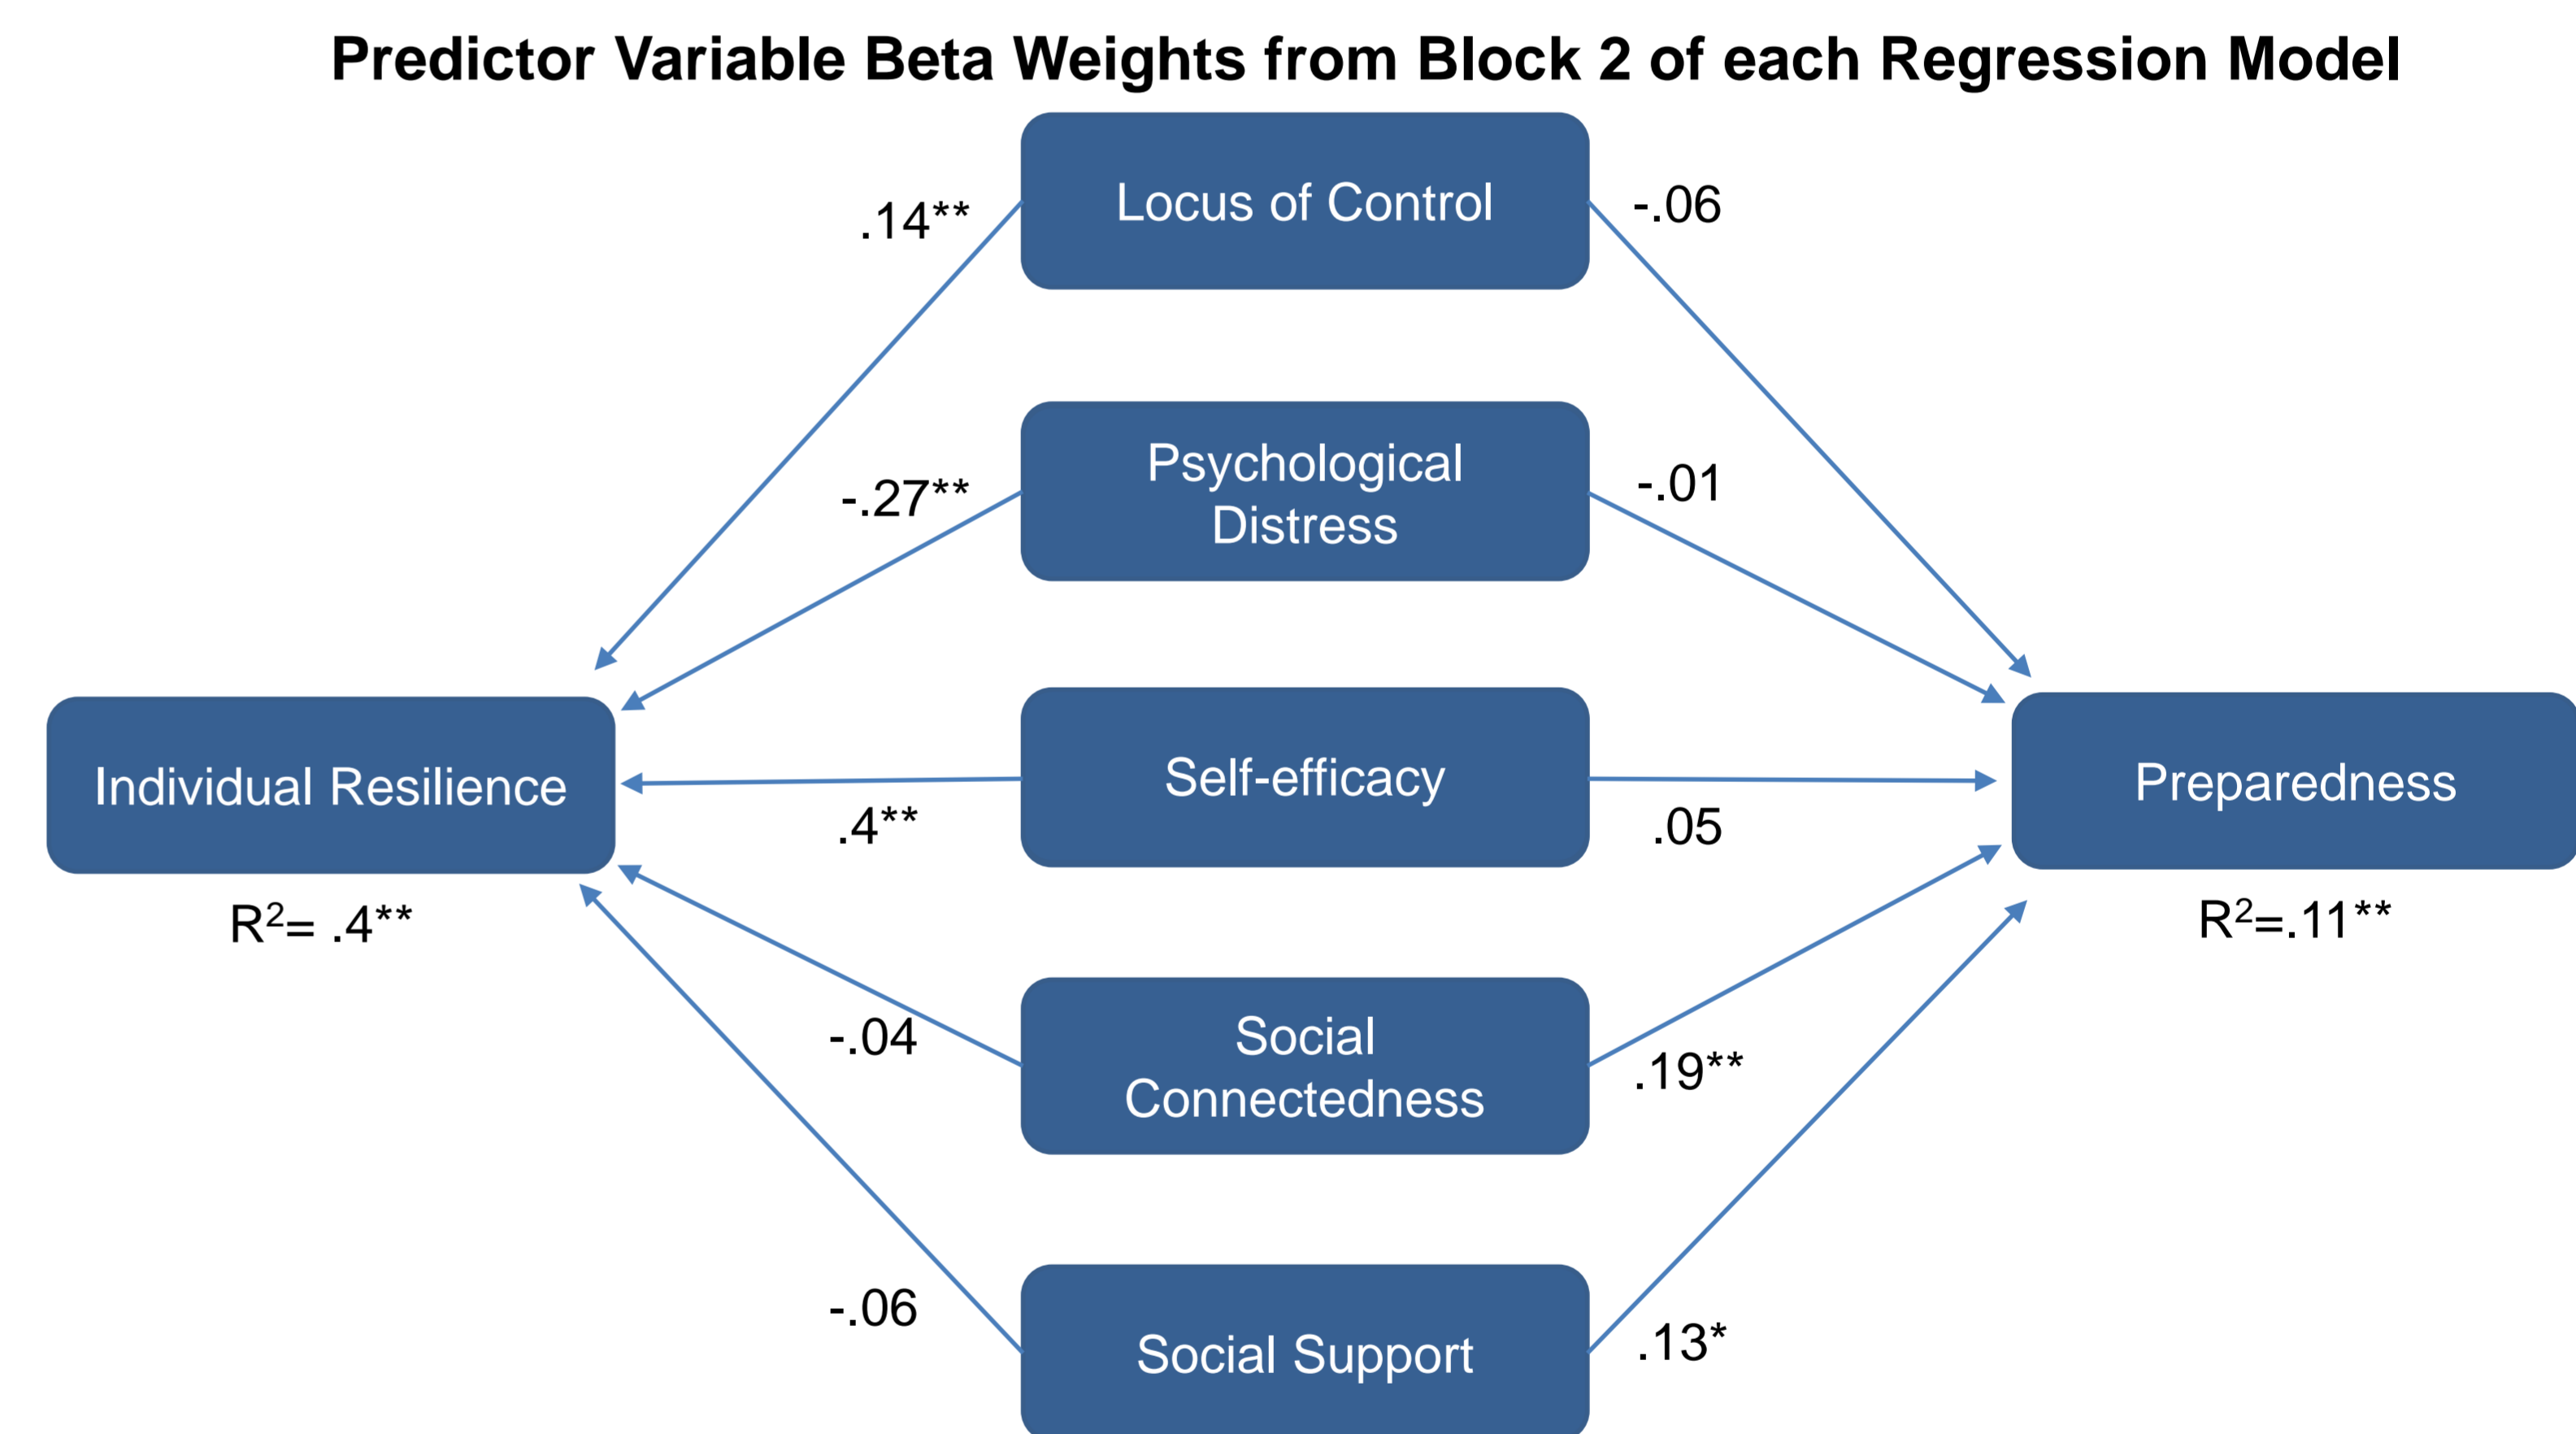 Predictor Variable Beta Weights from Block 2 of each Regression Model
Locus of Control
.14**
-.06
Psychological
Distress
-.27**
-.01
Individual Resilience
Self-efficacy
Preparedness
.4**
.05
R²= .4**
R²=.11**
Social
Connectedness
-.04
.19**
-.06
Social Support
.13*